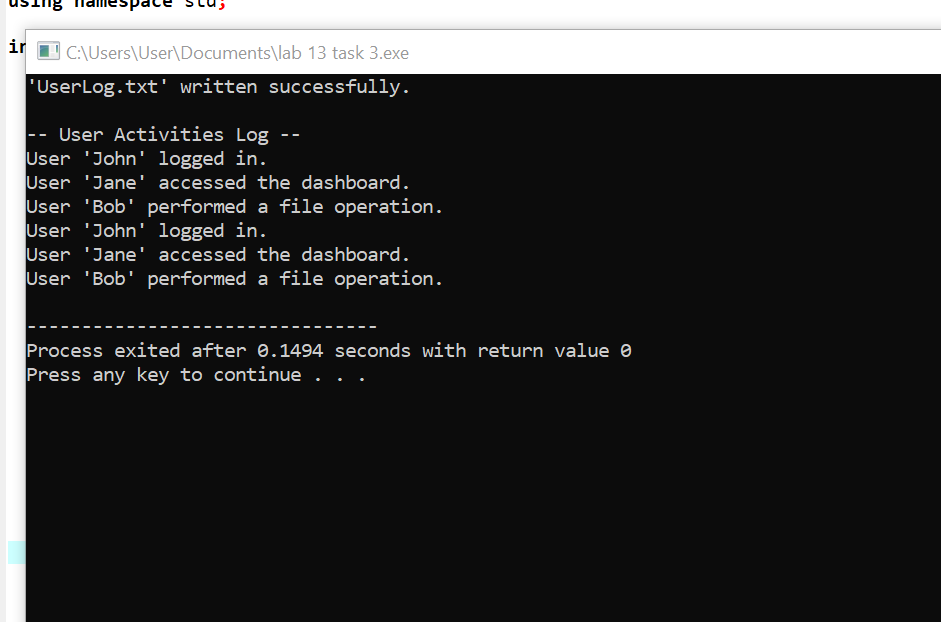 using namespace std;
in
C:\Users\User\Documents\lab 13 task 3.exe
'UserLog.txt' written successfully.
-- User Activities Log --
User 'John' logged in.
User 'Jane' accessed the dashboard.
User 'Bob' performed a file operation.
User 'John' logged in.
User 'Jane' accessed the dashboard.
User 'Bob' performed a file operation.
--------------------------------
Process exited after 0.1494 seconds with return value 0
Press any key to continue . . .